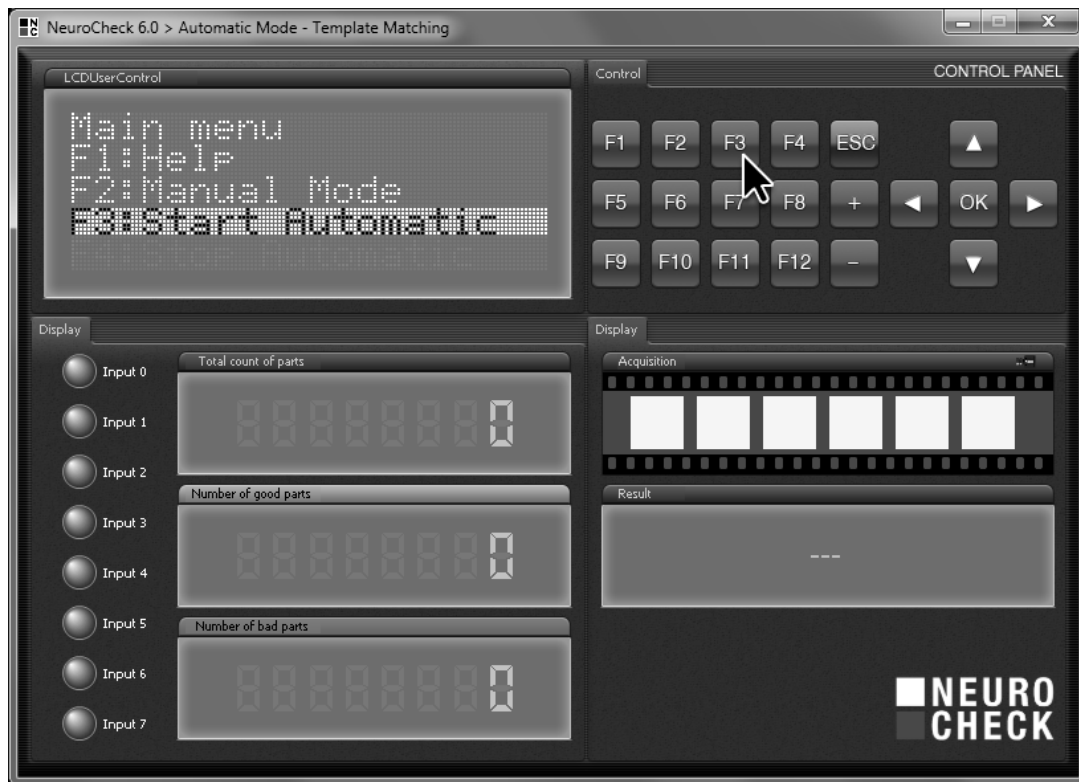 NeuroCheck 6.0 > Automatic Mode - Template Matching
LCDUserControl
Main menu
F1:Help
F2:Manual Mode
F3:Start Automatic
F4:Stop Automatic
Control
CONTROL PANEL
F1 F2 F3 F4 ESC
F5 F6 F7 F8 + OK
F9 F10 F11 F12 –
Display
Input 0
Input 1
Input 2
Input 3
Input 4
Input 5
Input 6
Input 7
Total count of parts
0
Number of good parts
0
Number of bad parts
0
Display
Acquisition
Result
---
NEURO
CHECK